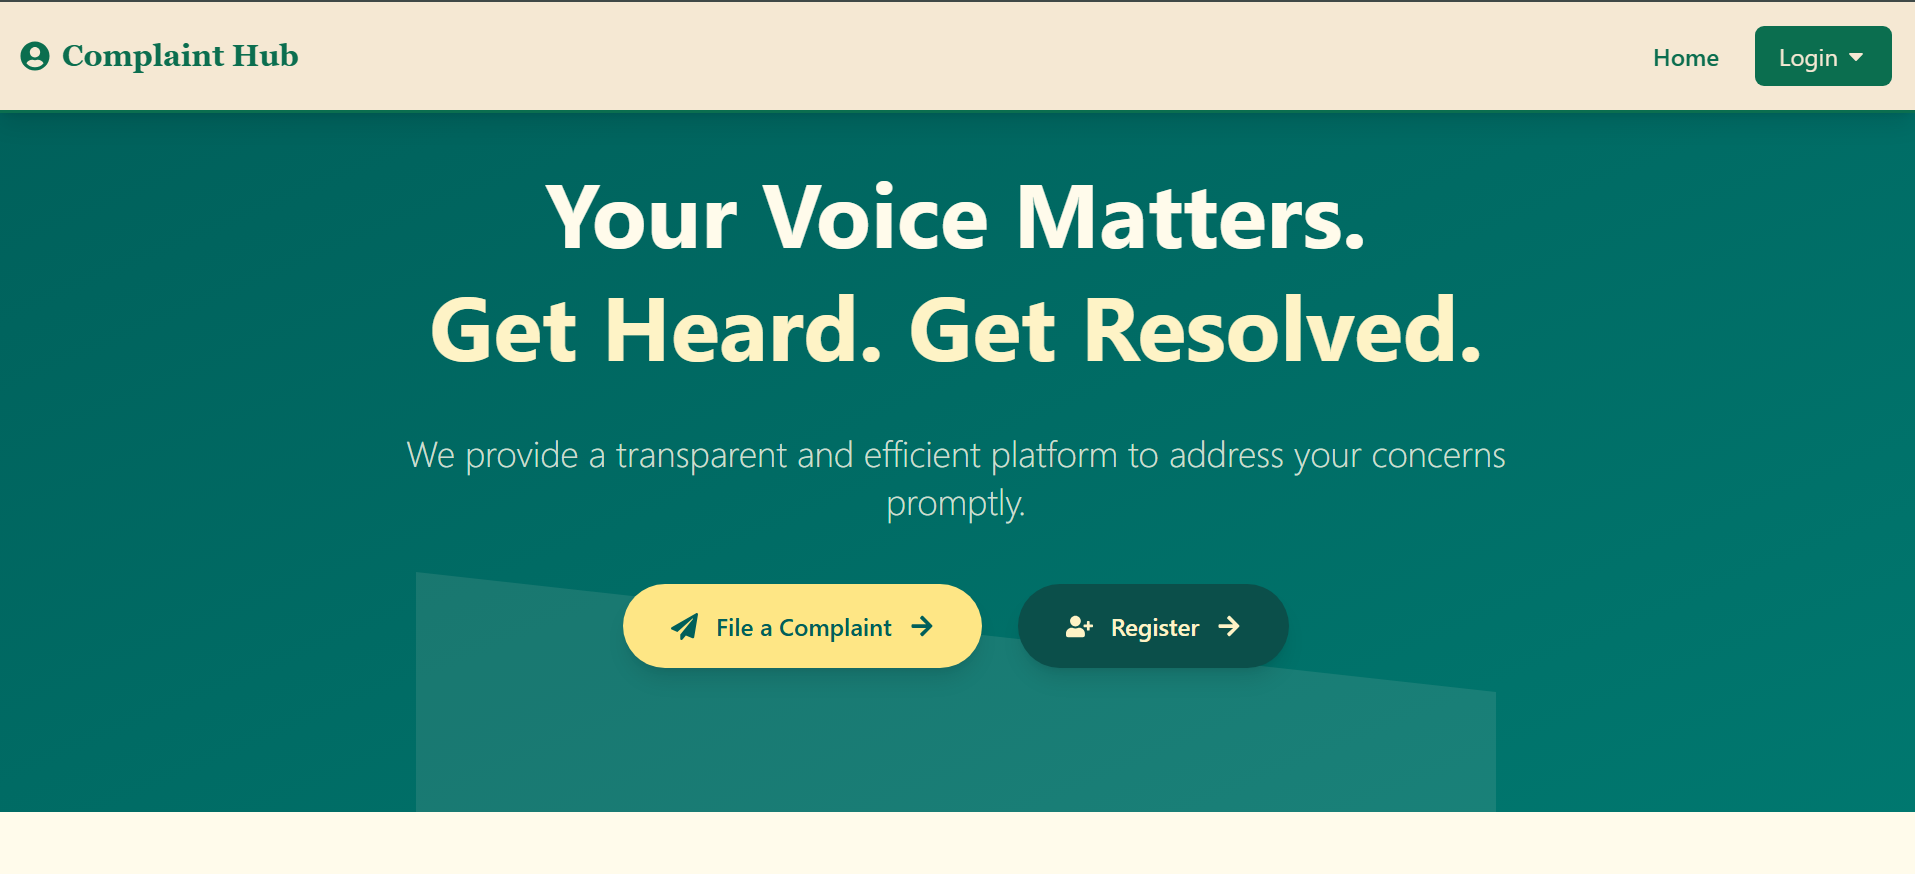 Complaint Hub
Home
Login
Your Voice Matters.
Get Heard. Get Resolved.
We provide a transparent and efficient platform to address your concerns
promptly.
File a Complaint
Register